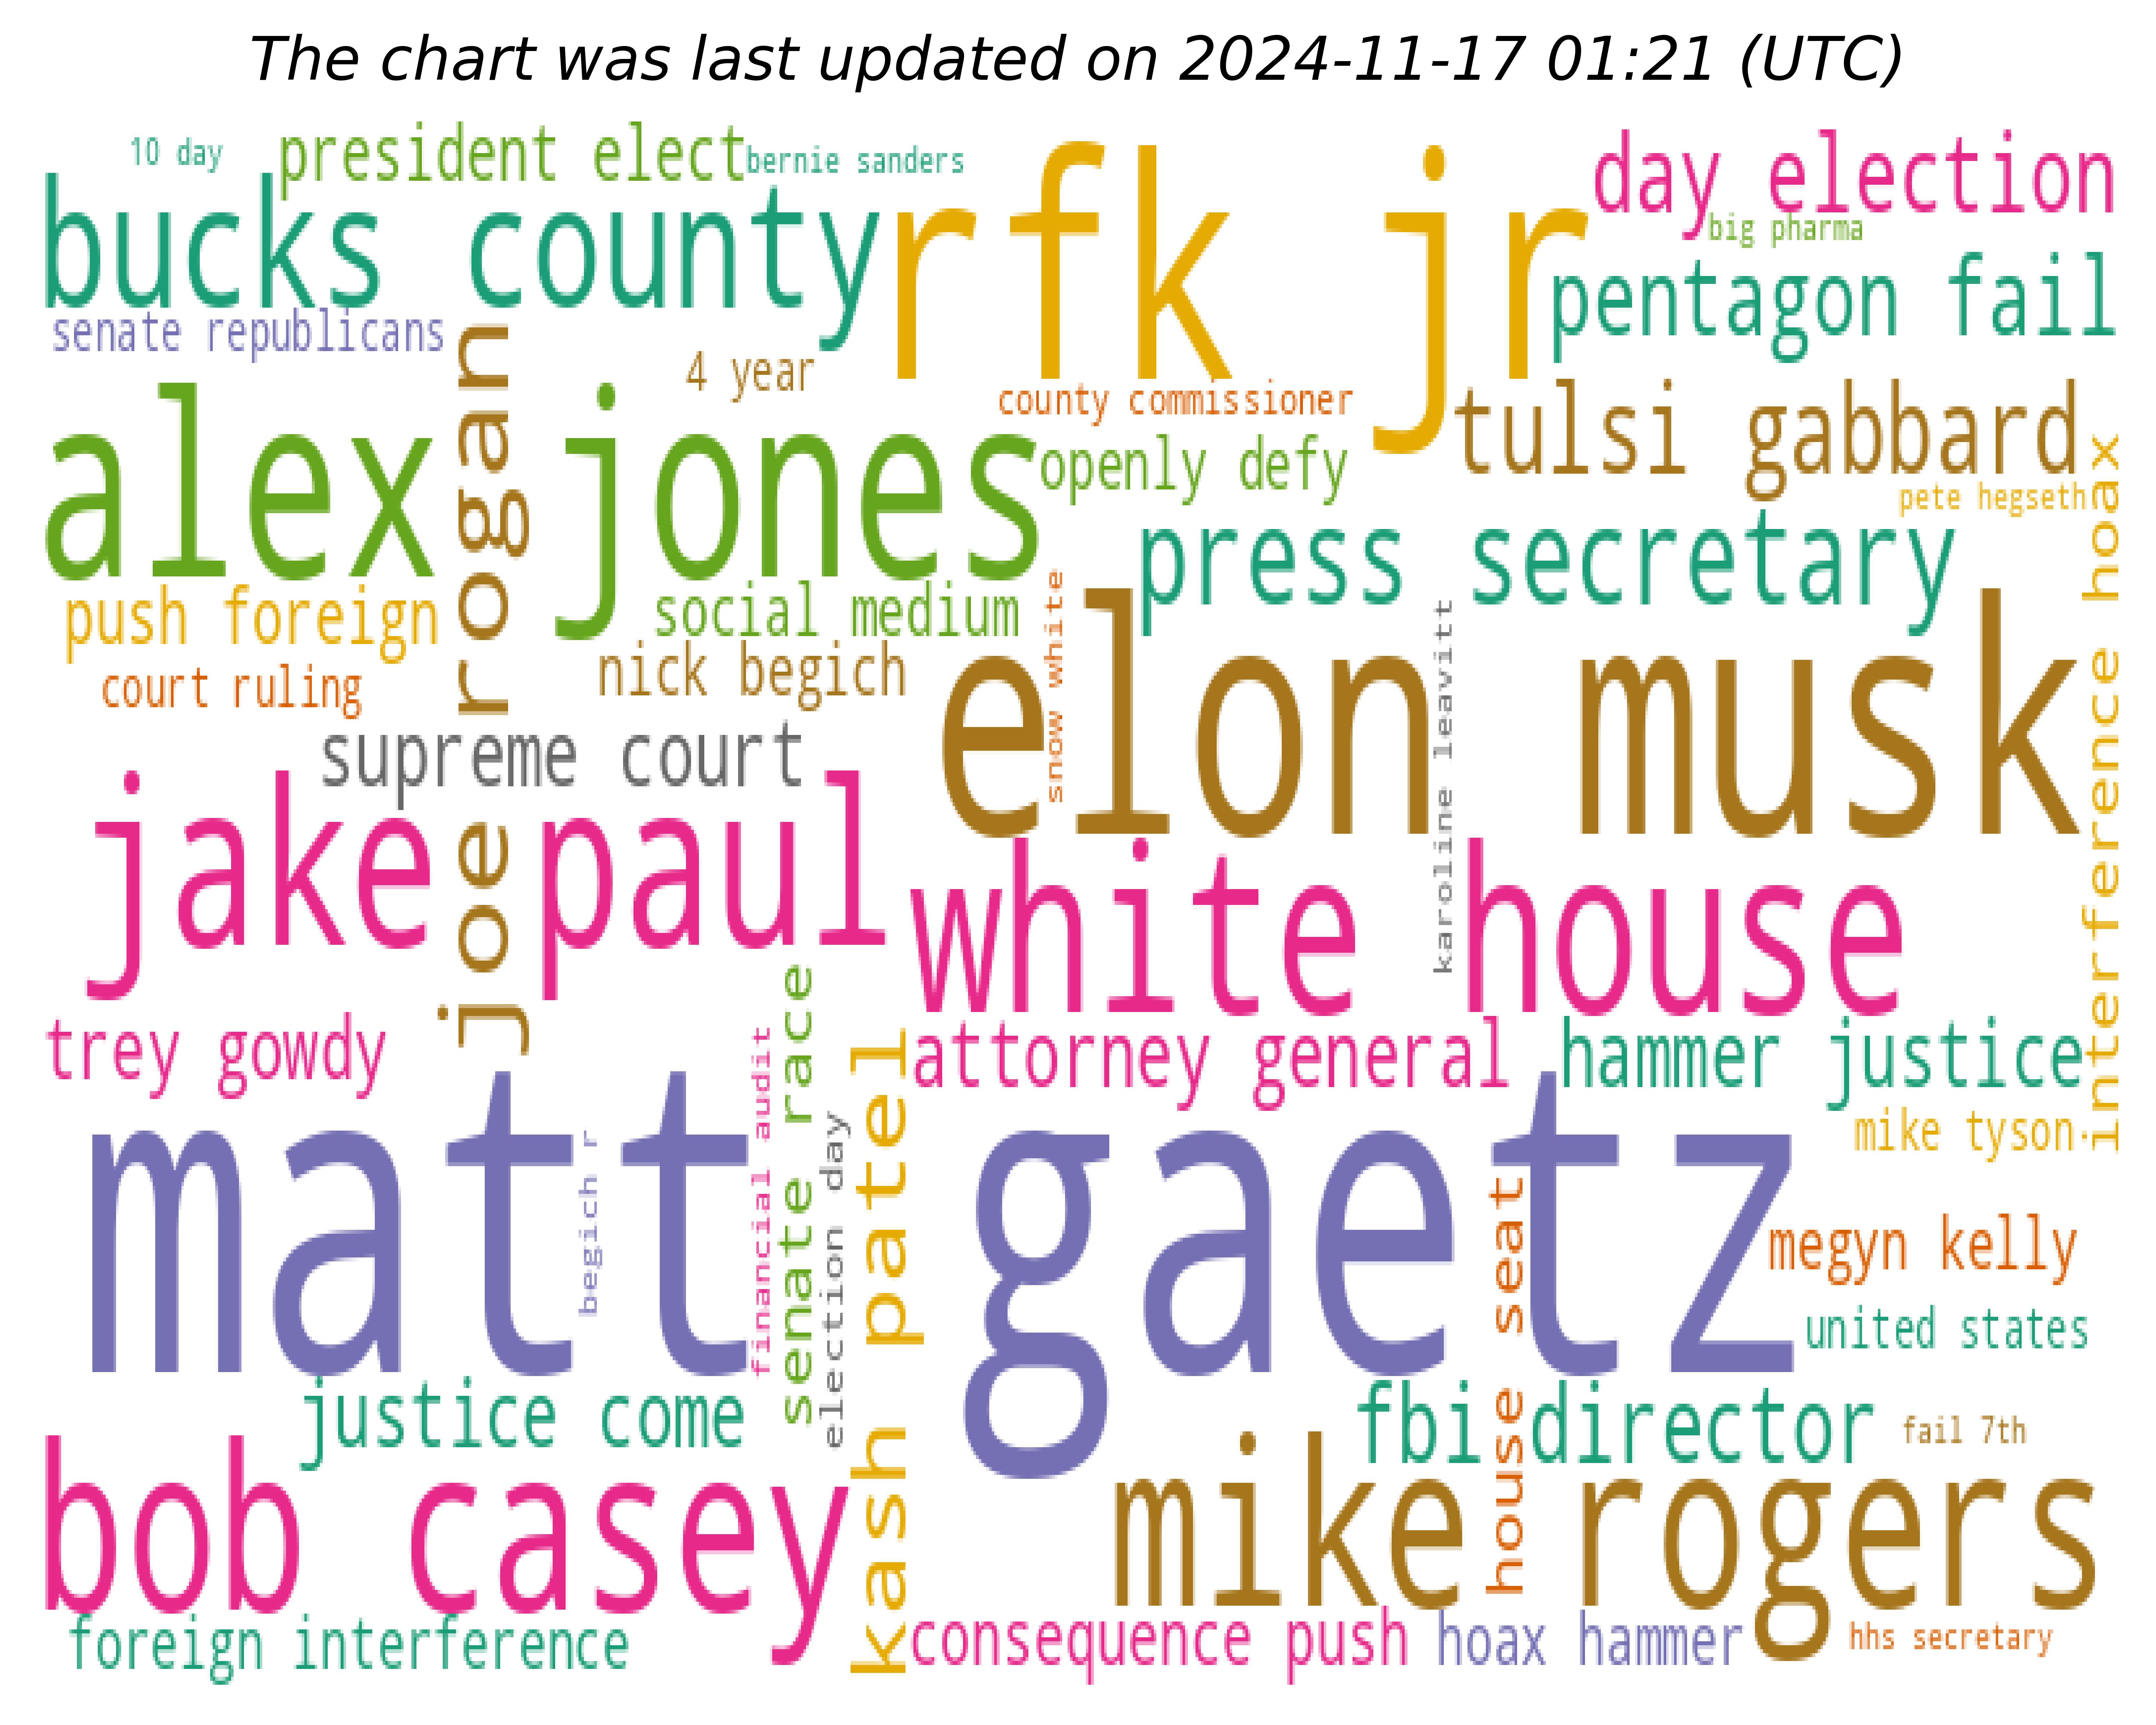 The chart was last updated on 2024-11-17 01:21 (UTC)
10 day
president elect
bernie sanders
day election
bucks county
rfk jr
big pharma
pentagon fail
senate republicans
4 year
county commissioner
tulsi gabbard
alex jones
joe rogan
openly defy
pete hegseth
interference hoax
press secretary
push foreign
social medium
snow white
elon musk
karoline leavitt
court ruling
nick begich
supreme court
jake paul
white house
trey gowdy
attorney general
hammer justice
mike tyson
matt gaetz
begich r
financial audit
senate race
election day
kash patel
house seat
megyn kelly
united states
justice come
fbi director
fail 7th
bob casey
mike rogers
foreign interference
consequence push
hoax hammer
hhs secretary